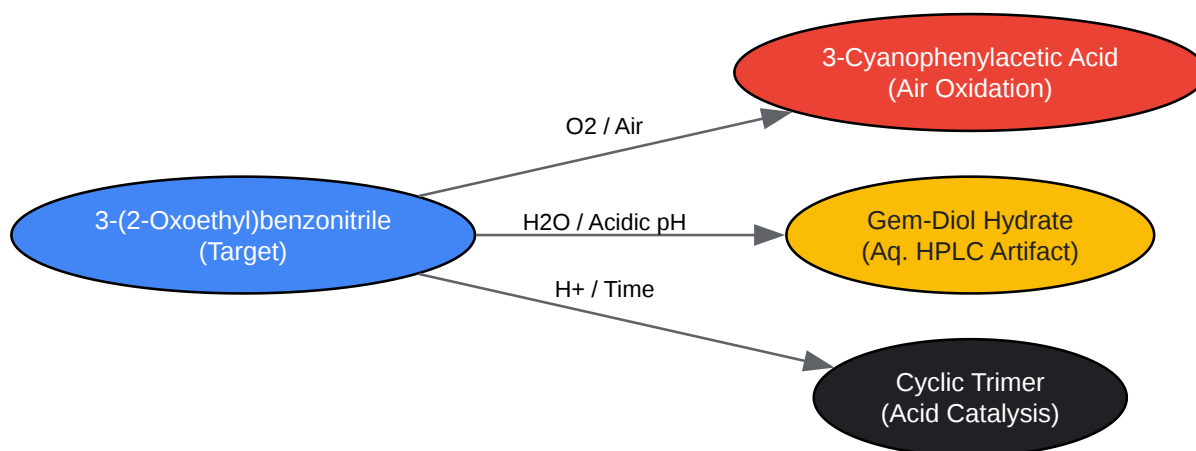 3-Cyanophenylacetic Acid
(Air Oxidation)
O2 / Air
3-(2-Oxoethyl)benzonitrile
(Target)
H2O / Acidic pH
Gem-Diol Hydrate
(Aq. HPLC Artifact)
H+ / Time
Cyclic Trimer
(Acid Catalysis)